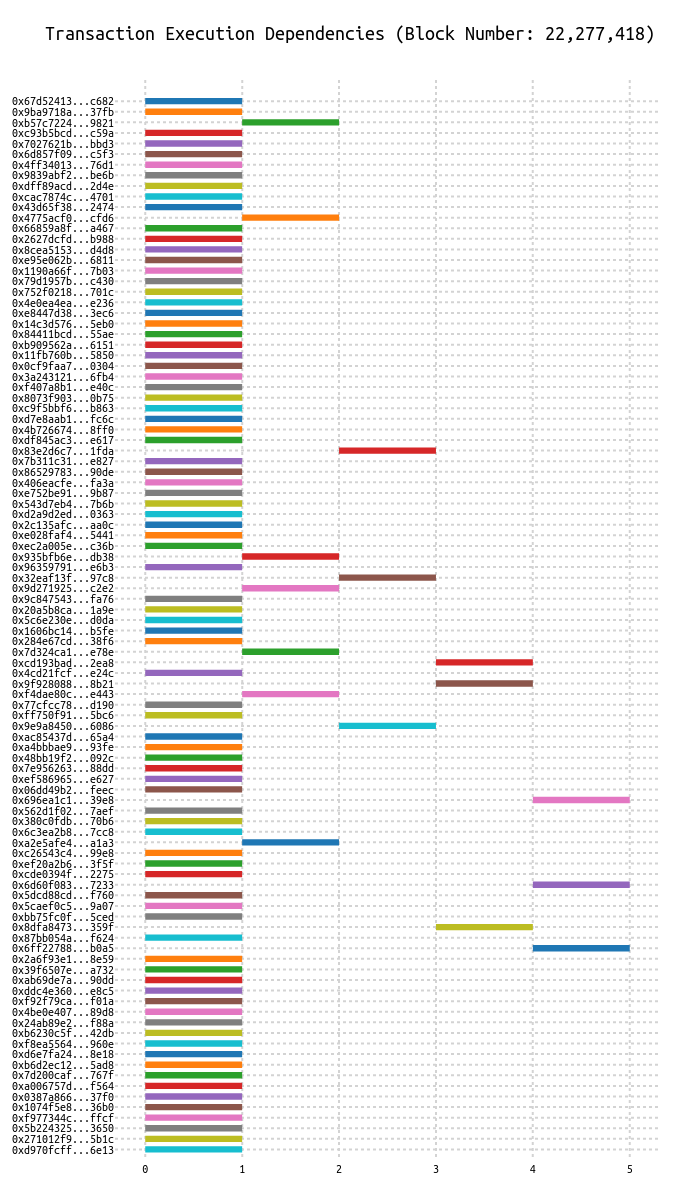 Transaction Execution Dependencies (Block Number: 22,277,418)
0x67d52413...c682
0x9ba9718a...37fb
0xb57c7224...9821
0xc93b5bcd...c59a
0x7027621b...bbd3
0x6d857f09...c5f3
0x4ff34013...76d1
0x9839abf2...be6b
0xdff89acd...2d4e
0xcac7874c...4701
0x43d65f38...2474
0x4775acf0...cfd6
0x66859a8f...a467
0x2627dcfd...b988
0x8cea5153...d4d8
0xe95e062b...6811
0x1190a66f...7b03
0x79d1957b...c430
0x752f0218...701c
0x4e0ea4ea...e236
0xe8447d38...3ec6
0x14c3d576...5eb0
0x84411bcd...55ae
0xb909562a...6151
0x11fb760b...5850
0x0cf9faa7...0304
0x3a243121...6fb4
0xf407a8b1...e40c
0x8073f903...0b75
0xc9f5bbf6...b863
0xd7e8aab1...fc6c
0x4b726674...8ff0
0xdf845ac3...e617
0x83e2d6c7...1fda
0x7b311c31...e827
0x86529783...90de
0x406eacfe...fa3a
0xe752be91...9b87
0x543d7eb4...7b6b
0xd2a9d2ed...0363
0x2c135afc...aa0c
0xe028faf4...5441
0xec2a005e...c36b
0x935bfb6e...db38
0x96359791...e6b3
0x32eaf13f...97c8
0x9d271925...c2e2
0x9c847543...fa76
0x20a5b8ca...1a9e
0x5c6e230e...d0da
0x1606bc14...b5fe
0x284e67cd...38f6
0x7d324ca1...e78e
0xcd193bad...2ea8
0x4cd21fcf...e24c
0x9f928088...8b21
0xf4dae80c...e443
0x77cfcc78...d190
0xff750f91...5bc6
0x9e9a8450...6086
0xac85437d...65a4
0xa4bbbae9...93fe
0x48bb19f2...092c
0x7e956263...88dd
0xef586965...e627
0x06dd49b2...feec
0x696ea1c1...39e8
0x562d1f02...7aef
0x380c0fdb...70b6
0x6c3ea2b8...7cc8
0xa2e5afe4...a1a3
0xc26543c4...99e8
0xef20a2b6...3f5f
0xcde0394f...2275
0x6d60f083...7233
0x5dcd88cd...f760
0x5caef0c5...9a07
0xbb75fc0f...5ced
0x8dfa8473...359f
0x87bb054a...f624
0x6ff22788...b0a5
0x2a6f93e1...8e59
0x39f6507e...a732
0xab69de7a...90dd
0xddc4e360...e8c5
0xf92f79ca...f01a
0x4be0e407...89d8
0x24ab89e2...f88a
0xb6230c5f...42db
0xf8ea5564...960e
0xd6e7fa24...8e18
0xb6d2ec12...5ad8
0x7d200caf...767f
0xa006757d...f564
0x0387a866...37f0
0x1074f5e8...36b0
0xf977344c...ffcf
0x5b224325...3650
0x271012f9...5b1c
0xd970fcff...6e13
0 1 2 3 4 5